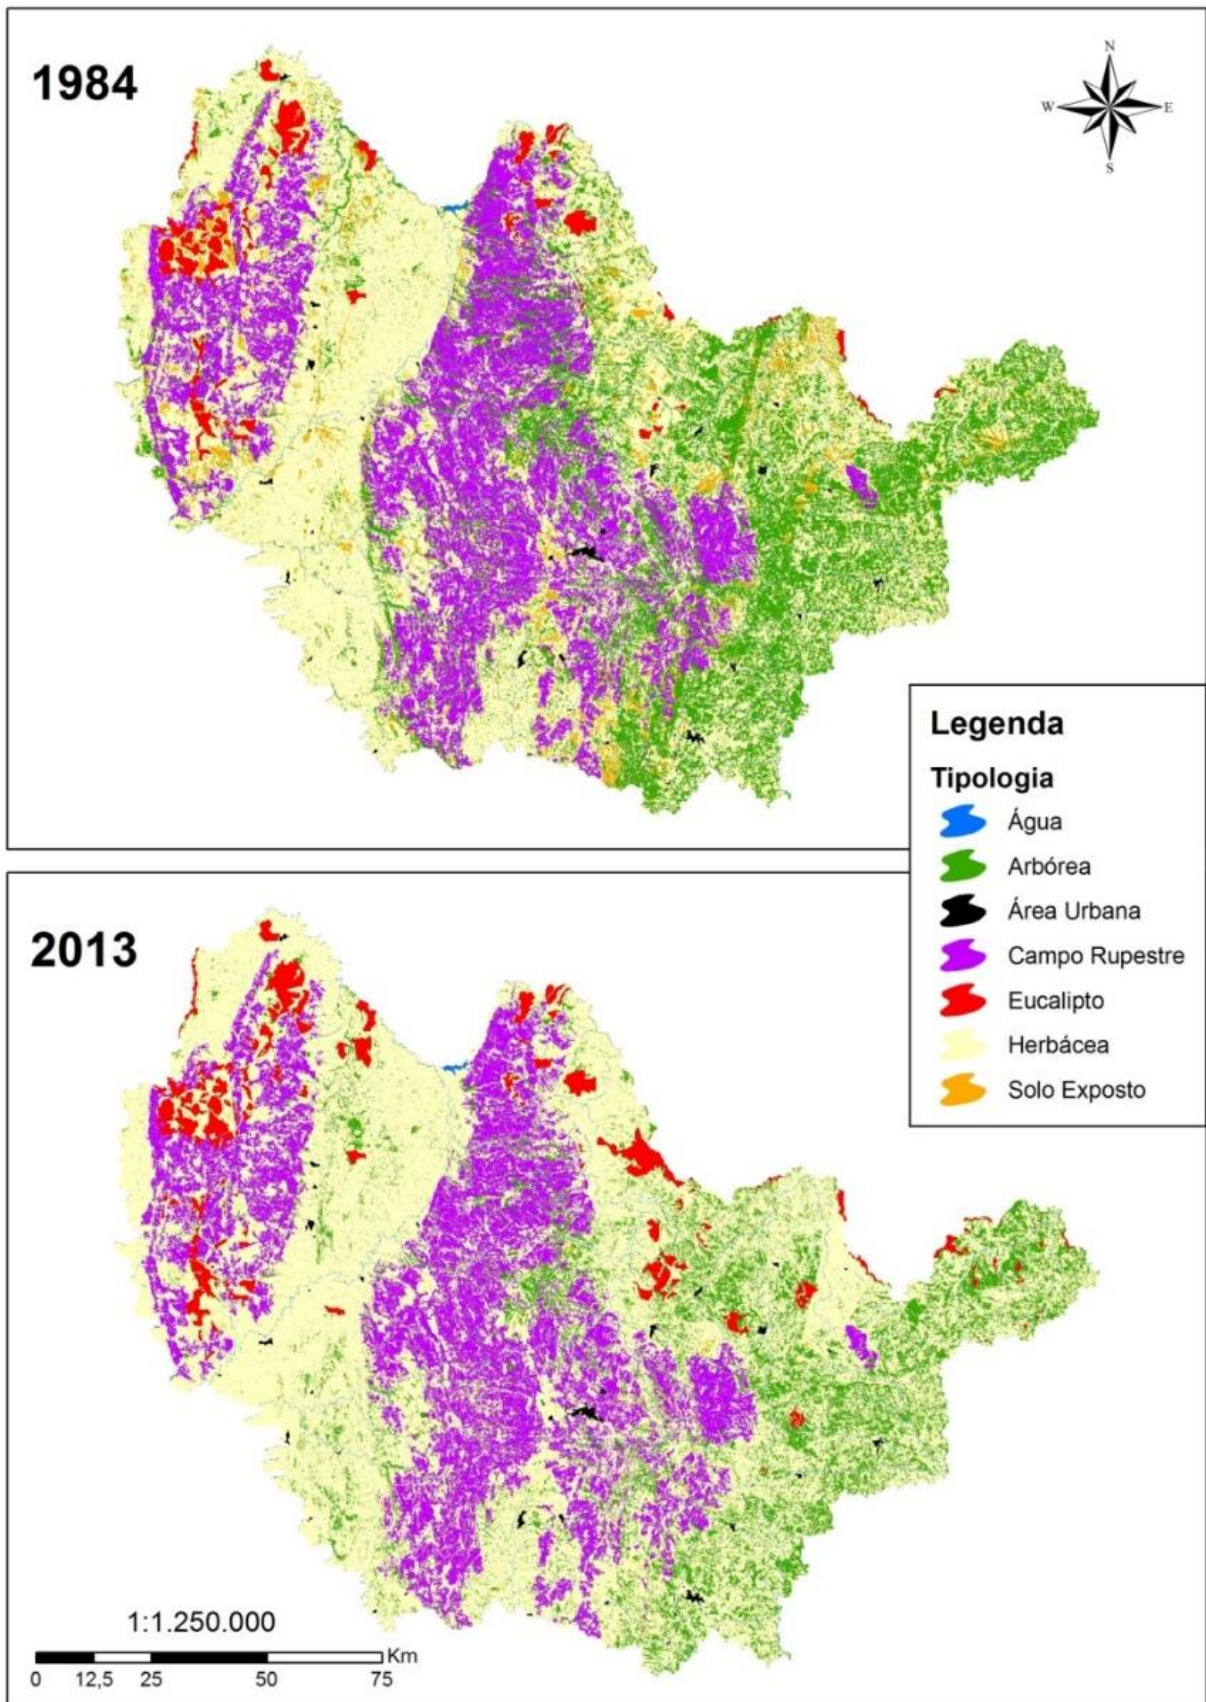 1984
N
W
E
S
Legenda
Tipologia
Água
Arbórea
Área Urbana
Campo Rupestre
Eucalipto
Herbácea
Solo Exposto
2013
1:1.250.000
Km
0 12,5 25 50 75